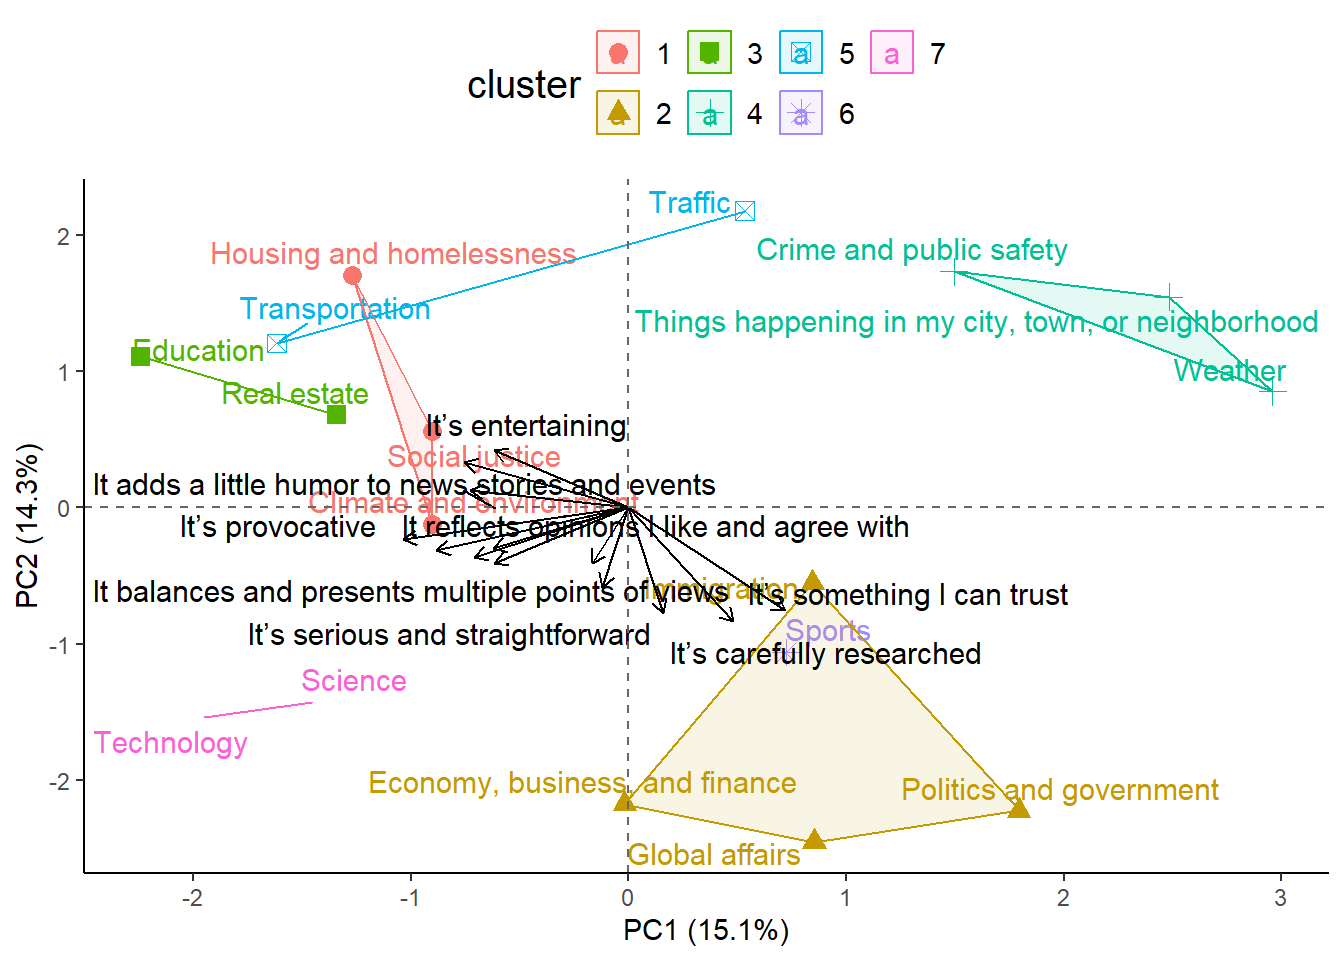 cluster
a 1 a 3 a 5 a 7
a 2 a 4 a 6
Traffic
Housing and homelessness
Crime and public safety
Transportation
Things happening in my city, town, or neighborhood
Education
Weather
Real estate
It’s entertaining
Social justice
It adds a little humor to news stories and events
Climate and environment
It’s provocative
It reflects opinions I like and agree with
Immigration
It balances and presents multiple points of views
It’s something I can trust
Sports
It’s serious and straightforward
It’s carefully researched
Science
Technology
Economy, business, and finance
Politics and government
Global affairs
2
1
0
-1
-2
PC2 (14.3%)
-2 -1 0 1 2 3
PC1 (15.1%)